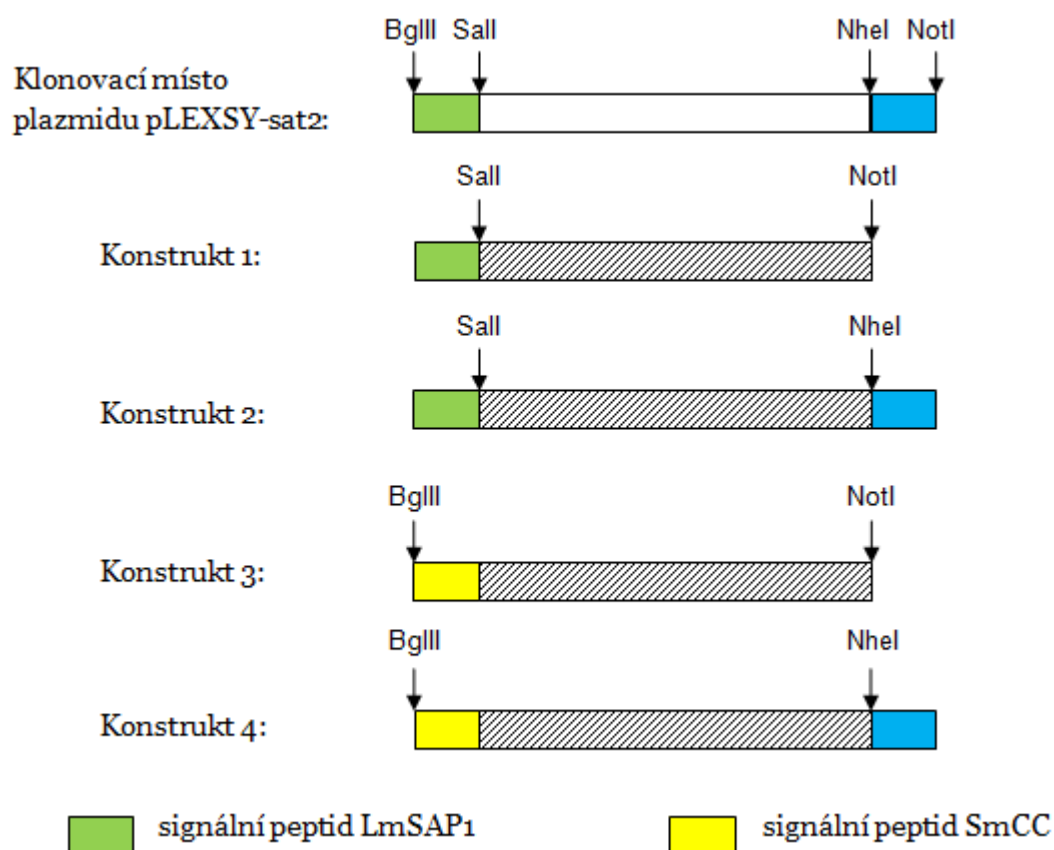 BglII SalI NheI NotI
Klonovací místo
plazmidu pLEXSY-sat2:
SalI NotI
Konstrukt 1:
SalI NheI
Konstrukt 2:
BglII NotI
Konstrukt 3:
BglII NheI
Konstrukt 4:
signální peptid LmSAP1 signální peptid SmCC